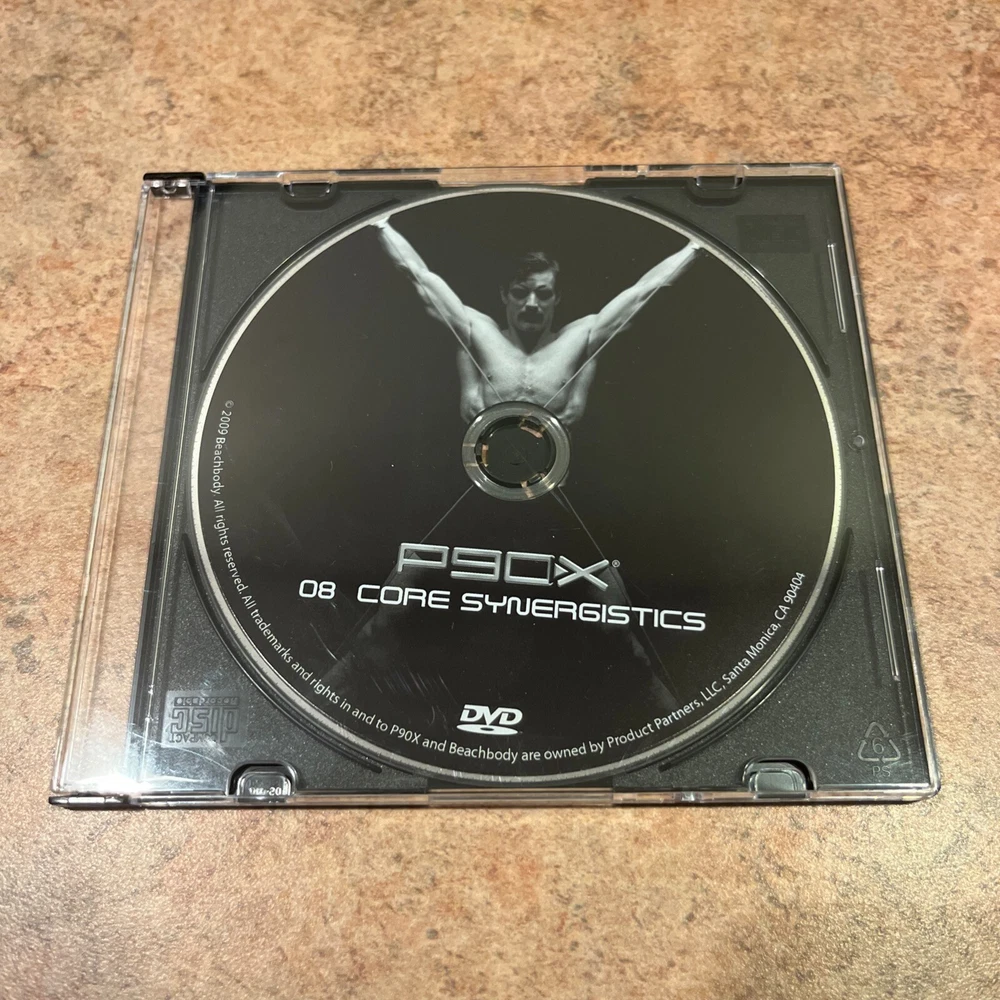 P90X®
08 CORE SYNERGISTICS
DVD
© 2009 Beachbody. All rights reserved. All trademarks and rights in and to P90X and Beachbody are owned by Product Partners, LLC, Santa Monica, CA 90404
COMPACT
disc
6
PS